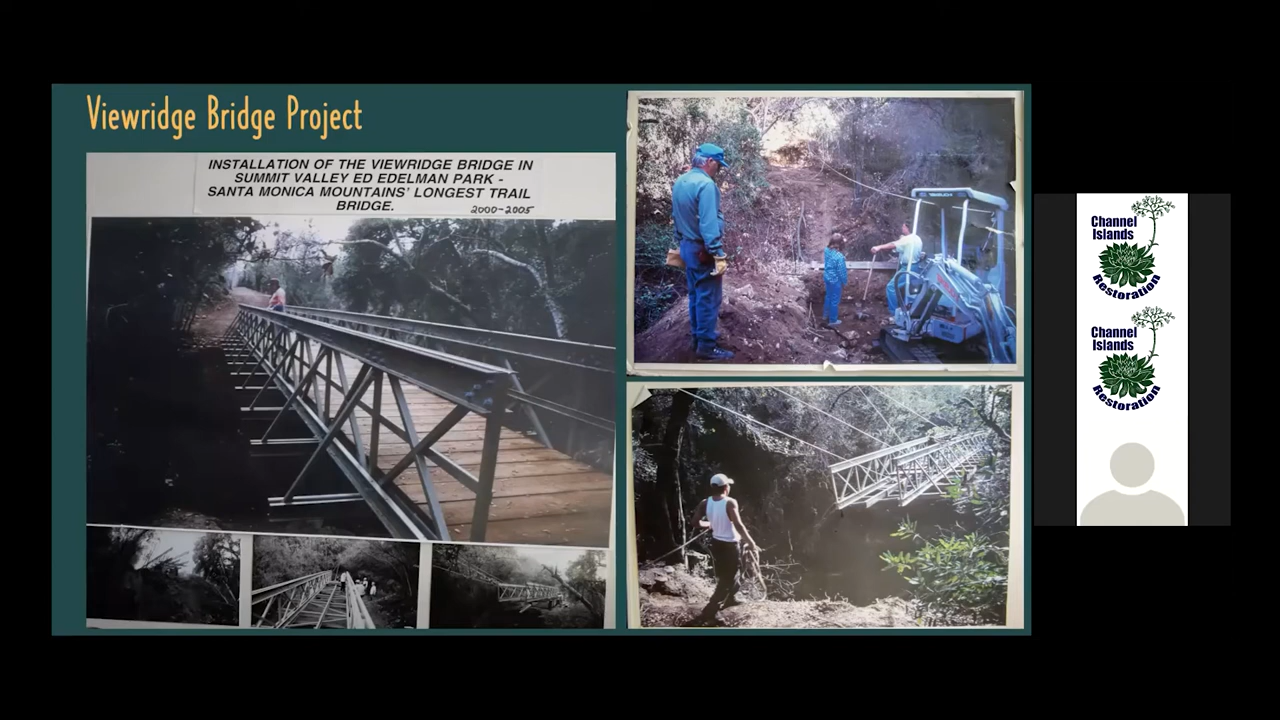 Viewridge Bridge Project
INSTALLATION OF THE VIEWRIDGE BRIDGE IN
SUMMIT VALLEY ED EDELMAN PARK -
SANTA MONICA MOUNTAINS' LONGEST TRAIL
BRIDGE.
2000-2005
YANMAR
Channel
Islands
Restoration
Channel
Islands
Restoration